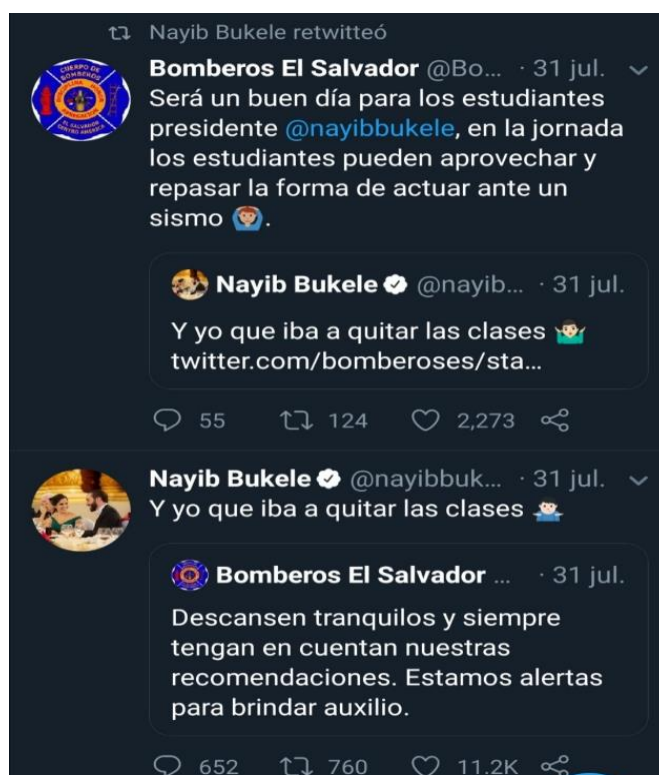 Nayib Bukele retwitteó
Bomberos El Salvador @Bo... · 31 jul.
Será un buen día para los estudiantes
presidente @nayibbukele, en la jornada
los estudiantes pueden aprovechar y
repasar la forma de actuar ante un
sismo 🙆🏽‍♂️.
Nayib Bukele @nayib... · 31 jul.
Y yo que iba a quitar las clases 🤷🏻‍♂️
twitter.com/bomberoses/sta...
55 124 2,273
Nayib Bukele @nayibbuk... · 31 jul.
Y yo que iba a quitar las clases 🤷🏻‍♂️
Bomberos El Salvador ... · 31 jul.
Descansen tranquilos y siempre
tengan en cuentan nuestras
recomendaciones. Estamos alertas
para brindar auxilio.
652 760 11.2K